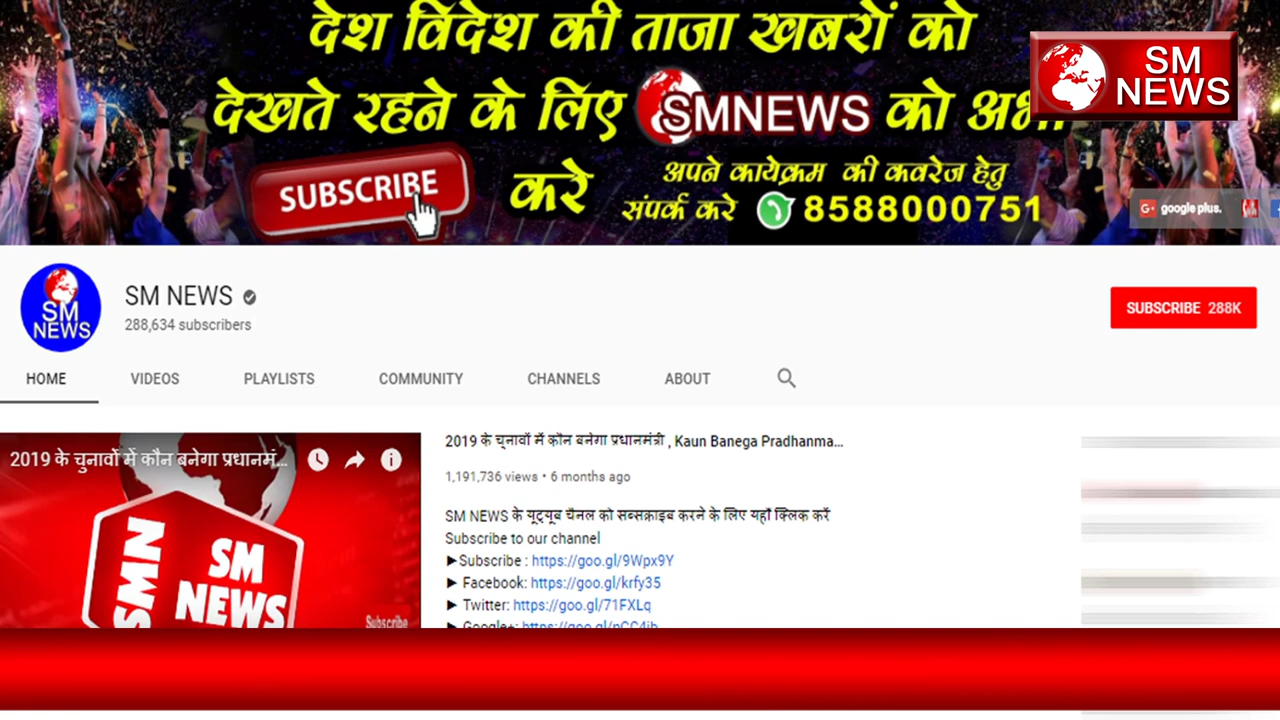 देश विदेश की ताजा खबरों को
SM
NEWS
देखते रहने के लिए SMNEWS को
SUBSCRIBE
करे
अपने कार्यक्रम की कवरेज हेतु
संपर्क करे 8588000751
G+ google plus.
SM
NEWS
SM NEWS
288,634 subscribers
SUBSCRIBE 288K
HOME VIDEOS PLAYLISTS COMMUNITY CHANNELS ABOUT
2019 के चुनावों में कौन बनेगा प्रधानमं...
SMN
SM
NEWS
Subscribe
2019 के चुनावों में कौन बनेगा प्रधानमंत्री , Kaun Banega Pradhanma...
1,191,736 views • 6 months ago
SM NEWS के यूट्यूब चैनल को सब्सक्राइब करने के लिए यहाँ क्लिक करें
Subscribe to our channel
►Subscribe : https://goo.gl/9Wpx9Y
► Facebook: https://goo.gl/krfy35
► Twitter: https://goo.gl/71FXLq
► Google+: